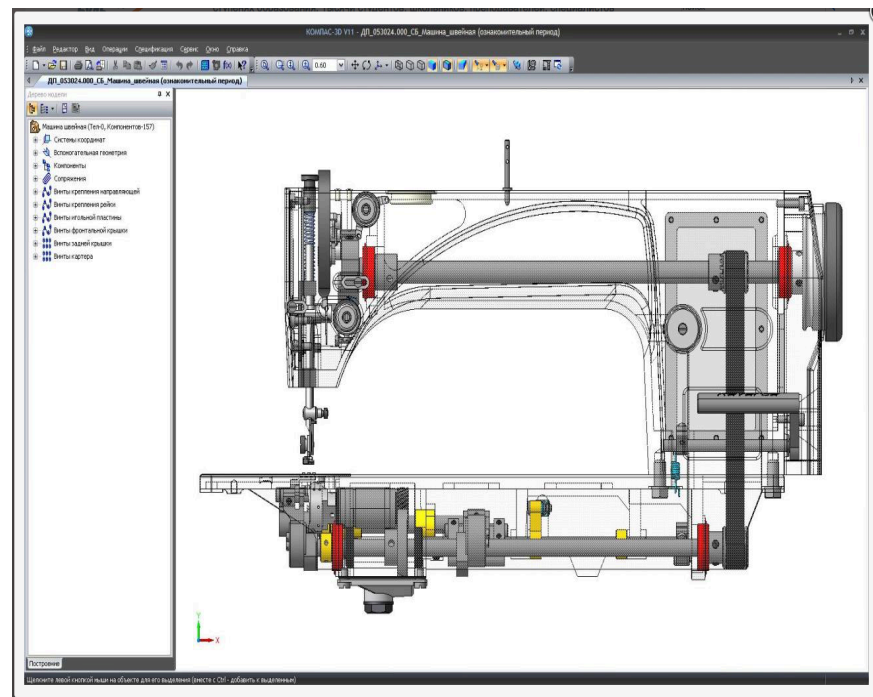 КОМПАС-3D V11 - ДП_053024.000_СБ_Машина_швейная (ознакомительный период)
Файл Редактор Вид Операции Спецификация Сервис Окно Справка
0.60
ДП_053024.000_СБ_Машина_швейная (ознакомительный период)
Дерево модели
Машина швейная (Тел-0, Компонентов-157)
Системы координат
Вспомогательная геометрия
Компоненты
Сопряжения
Винты крепления направляющей
Винты крепления рейки
Винты игольной пластины
Винты фронтальной крышки
Винты задней крышки
Винты картера
Y
X
Построение
Щелкните левой кнопкой мыши на объекте для его выделения (вместе с Ctrl - добавить к выделенным)